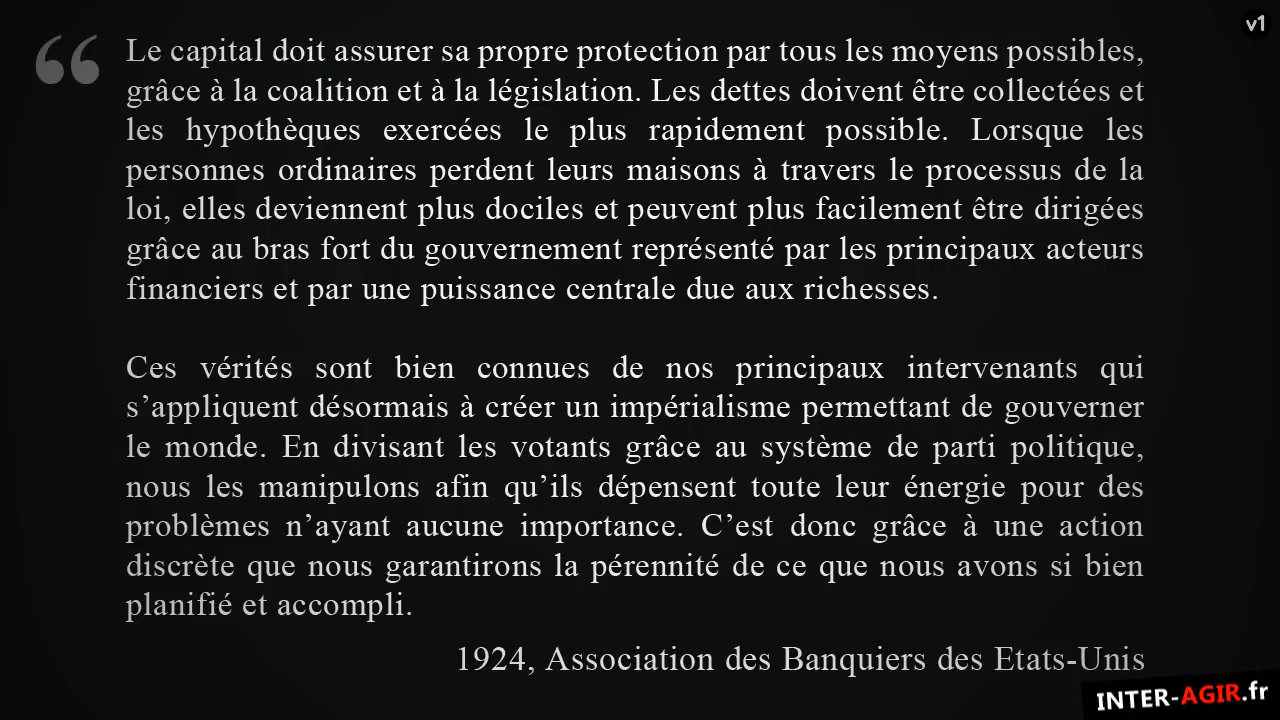 v1
“
Le capital doit assurer sa propre protection par tous les moyens possibles,
grâce à la coalition et à la législation. Les dettes doivent être collectées et
les hypothèques exercées le plus rapidement possible. Lorsque les
personnes ordinaires perdent leurs maisons à travers le processus de la
loi, elles deviennent plus dociles et peuvent plus facilement être dirigées
grâce au bras fort du gouvernement représenté par les principaux acteurs
financiers et par une puissance centrale due aux richesses.
Ces vérités sont bien connues de nos principaux intervenants qui
s’appliquent désormais à créer un impérialisme permettant de gouverner
le monde. En divisant les votants grâce au système de parti politique,
nous les manipulons afin qu’ils dépensent toute leur énergie pour des
problèmes n’ayant aucune importance. C’est donc grâce à une action
discrète que nous garantirons la pérennité de ce que nous avons si bien
planifié et accompli.
1924, Association des Banquiers des Etats-Unis
INTER-AGIR.fr